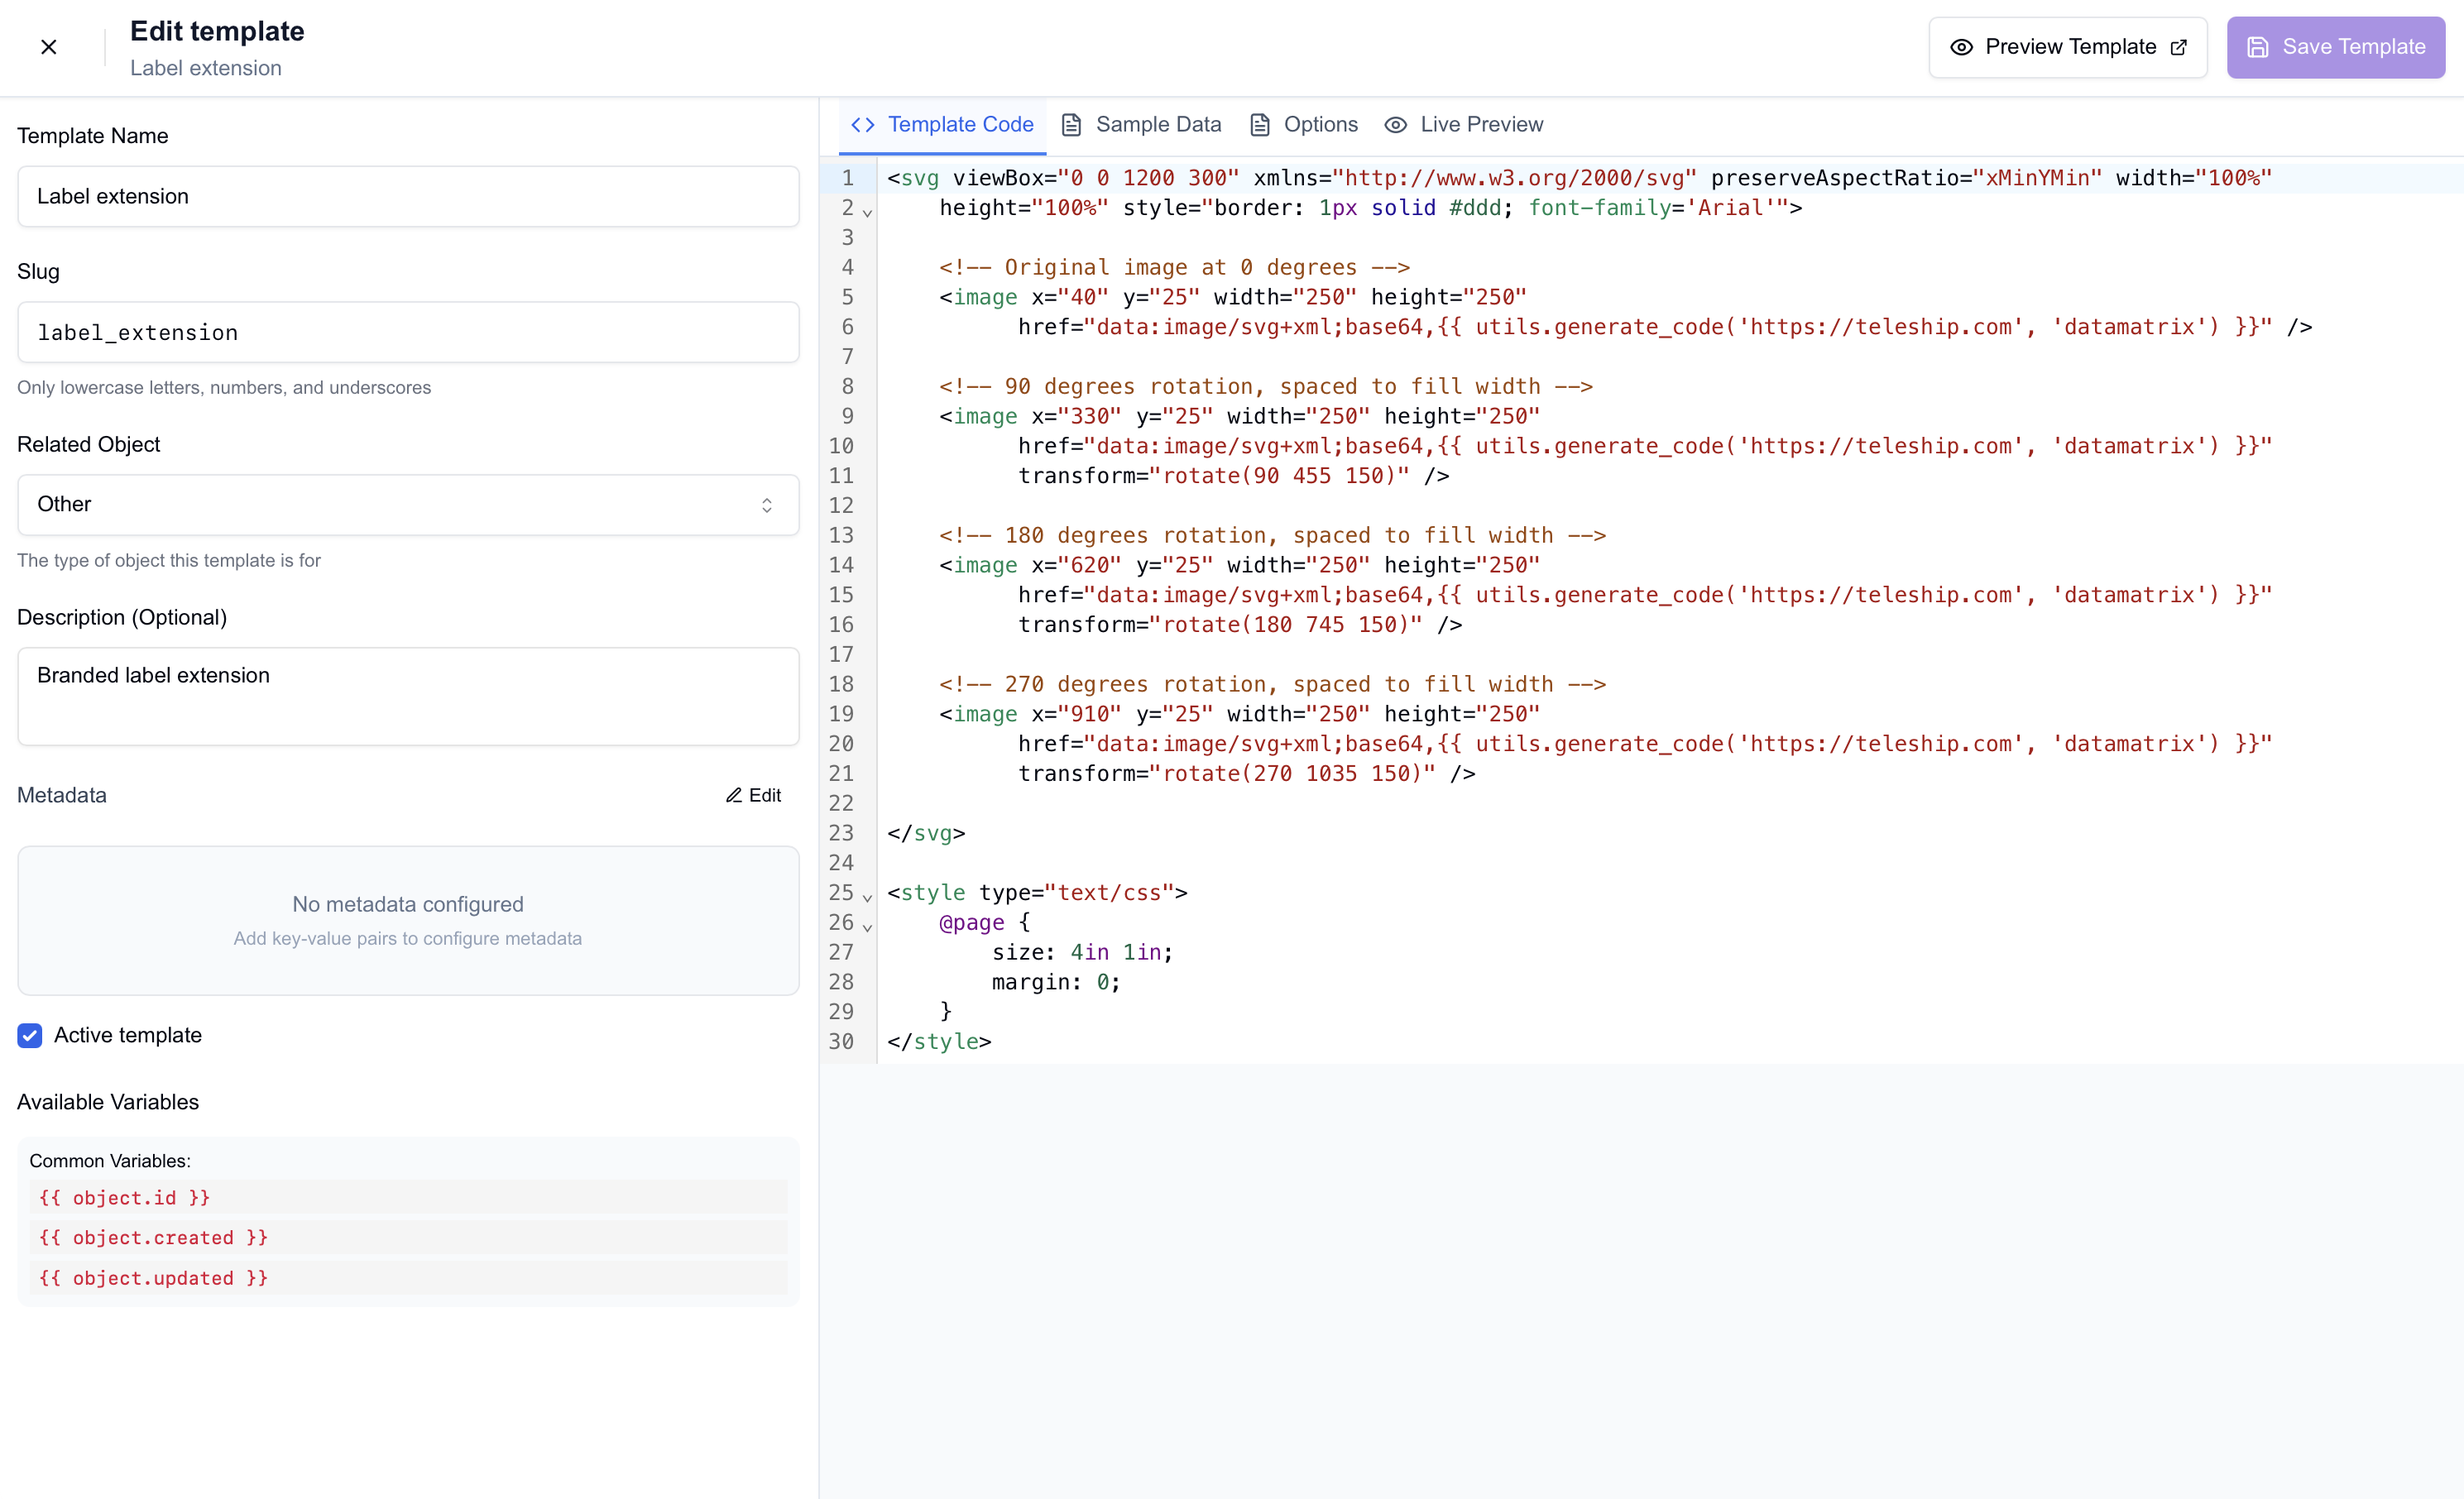 Edit template
Label extension
Preview Template
Save Template
Template Name
Label extension
Slug
label_extension
Only lowercase letters, numbers, and underscores
Related Object
Other
The type of object this template is for
Description (Optional)
Branded label extension
Metadata
Edit
No metadata configured
Add key-value pairs to configure metadata
Active template
Available Variables
Common Variables:
{{ object.id }}
{{ object.created }}
{{ object.updated }}
Template Code
Sample Data
Options
Live Preview
1 <svg viewBox="0 0 1200 300" xmlns="http://www.w3.org/2000/svg" preserveAspectRatio="xMinYMin" width="100%"
2     height="100%" style="border: 1px solid #ddd; font-family='Arial'">
3
4     <!-- Original image at 0 degrees -->
5     <image x="40" y="25" width="250" height="250"
6           href="data:image/svg+xml;base64,{{ utils.generate_code('https://teleship.com', 'datamatrix') }}" />
7
8     <!-- 90 degrees rotation, spaced to fill width -->
9     <image x="330" y="25" width="250" height="250"
10           href="data:image/svg+xml;base64,{{ utils.generate_code('https://teleship.com', 'datamatrix') }}"
11           transform="rotate(90 455 150)" />
12
13     <!-- 180 degrees rotation, spaced to fill width -->
14     <image x="620" y="25" width="250" height="250"
15           href="data:image/svg+xml;base64,{{ utils.generate_code('https://teleship.com', 'datamatrix') }}"
16           transform="rotate(180 745 150)" />
17
18     <!-- 270 degrees rotation, spaced to fill width -->
19     <image x="910" y="25" width="250" height="250"
20           href="data:image/svg+xml;base64,{{ utils.generate_code('https://teleship.com', 'datamatrix') }}"
21           transform="rotate(270 1035 150)" />
22
23 </svg>
24
25 <style type="text/css">
26     @page {
27         size: 4in 1in;
28         margin: 0;
29     }
30 </style>